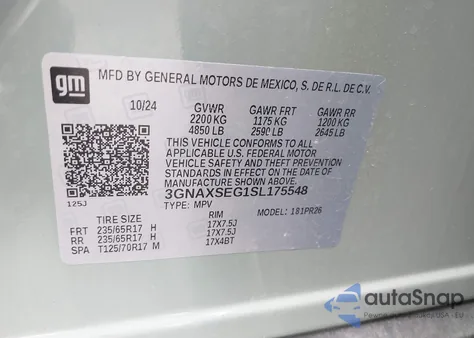 gm
MFD BY GENERAL MOTORS DE MEXICO, S. DE R.L. DE C.V.
10/24 GVWR GAWR FRT GAWR RR
2200 KG 1175 KG 1200 KG
4850 LB 2590 LB 2645 LB
THIS VEHICLE CONFORMS TO ALL
APPLICABLE U.S. FEDERAL MOTOR
VEHICLE SAFETY AND THEFT PREVENTION
STANDARDS IN EFFECT ON THE DATE OF
MANUFACTURE SHOWN ABOVE.
125J 3GNAXSEG1SL175548
TYPE: MPV MODEL: 181PR26
TIRE SIZE RIM
FRT 235/65R17 H 17X7.5J
RR 235/65R17 H 17X7.5J
SPA T125/70R17 M 17X4BT
autoSnap